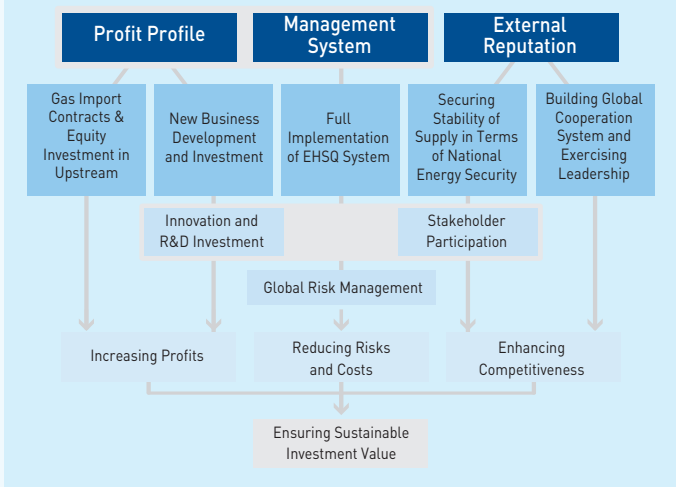 Profit Profile
Management
System
External
Reputation
Gas Import
Contracts &
Equity
Investment in
Upstream
New Business
Development
and Investment
Full
Implementation
of EHSQ System
Securing
Stability of
Supply in Terms
of National
Energy Security
Building Global
Cooperation
System and
Exercising
Leadership
Innovation and
R&D Investment
Stakeholder
Participation
Global Risk Management
Increasing Profits
Reducing Risks
and Costs
Enhancing
Competitiveness
Ensuring Sustainable
Investment Value